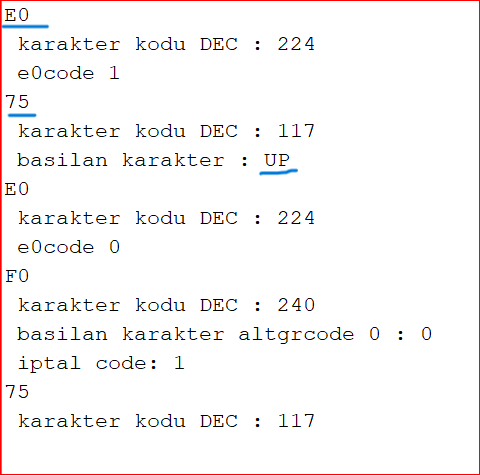 E0
karakter kodu DEC : 224
e0code 1
75
karakter kodu DEC : 117
basilan karakter : UP
E0
karakter kodu DEC : 224
e0code 0
F0
karakter kodu DEC : 240
basilan karakter altgrcode 0 : 0
iptal code: 1
75
karakter kodu DEC : 117